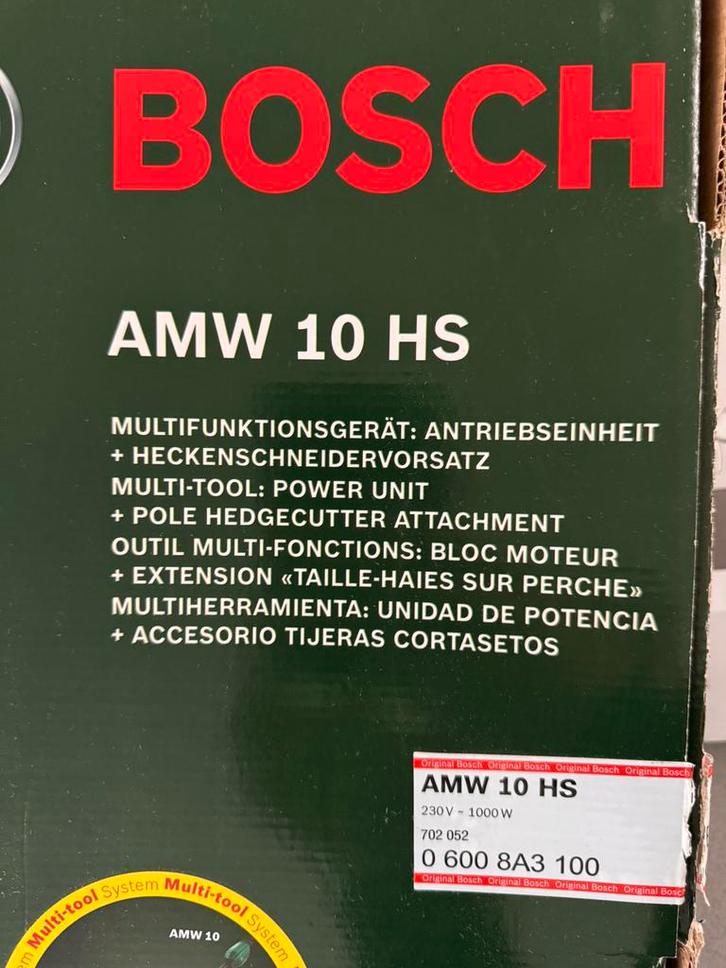 BOSCH
AMW 10 HS
MULTIFUNKTIONSGERÄT: ANTRIEBSEINHEIT
+ HECKENSCHNEIDERVORSATZ
MULTI-TOOL: POWER UNIT
+ POLE HEDGECUTTER ATTACHMENT
OUTIL MULTI-FONCTIONS: BLOC MOTEUR
+ EXTENSION «TAILLE-HAIES SUR PERCHE»
MULTIHERRAMIENTA: UNIDAD DE POTENCIA
+ ACCESORIO TIJERAS CORTASETOS
Original Bosch Original Bosch Original Bosch Original Bosch
AMW 10 HS
230 V ~ 1000 W
702 052
0 600 8A3 100
Original Bosch Original Bosch Original Bosch Original Bosch
Multi-tool System Multi-tool System
AMW 10